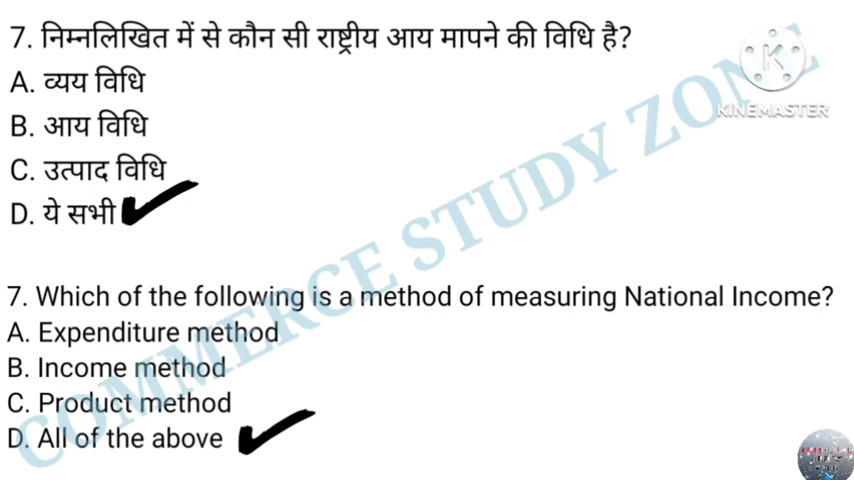 7. निम्नलिखित में से कौन सी राष्ट्रीय आय मापने की विधि है?
A. व्यय विधि
B. आय विधि
C. उत्पाद विधि
D. ये सभी
7. Which of the following is a method of measuring National Income?
A. Expenditure method
B. Income method
C. Product method
D. All of the above
COMMERCE STUDY ZONE
K
KINEMASTER